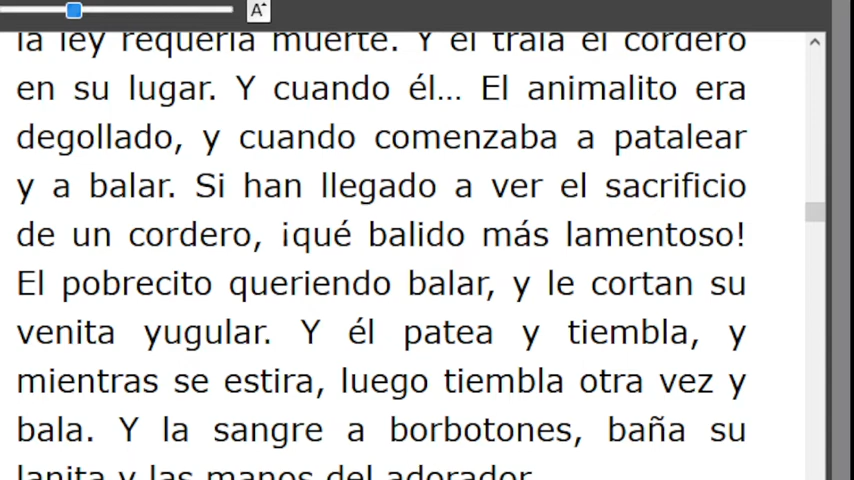 A
la ley requería muerte. Y él traía el cordero
en su lugar. Y cuando él... El animalito era
degollado, y cuando comenzaba a patalear
y a balar. Si han llegado a ver el sacrificio
de un cordero, ¡qué balido más lamentoso!
El pobrecito queriendo balar, y le cortan su
venita yugular. Y él patea y tiembla, y
mientras se estira, luego tiembla otra vez y
bala. Y la sangre a borbotones, baña su
lanita y las manos del adorador.